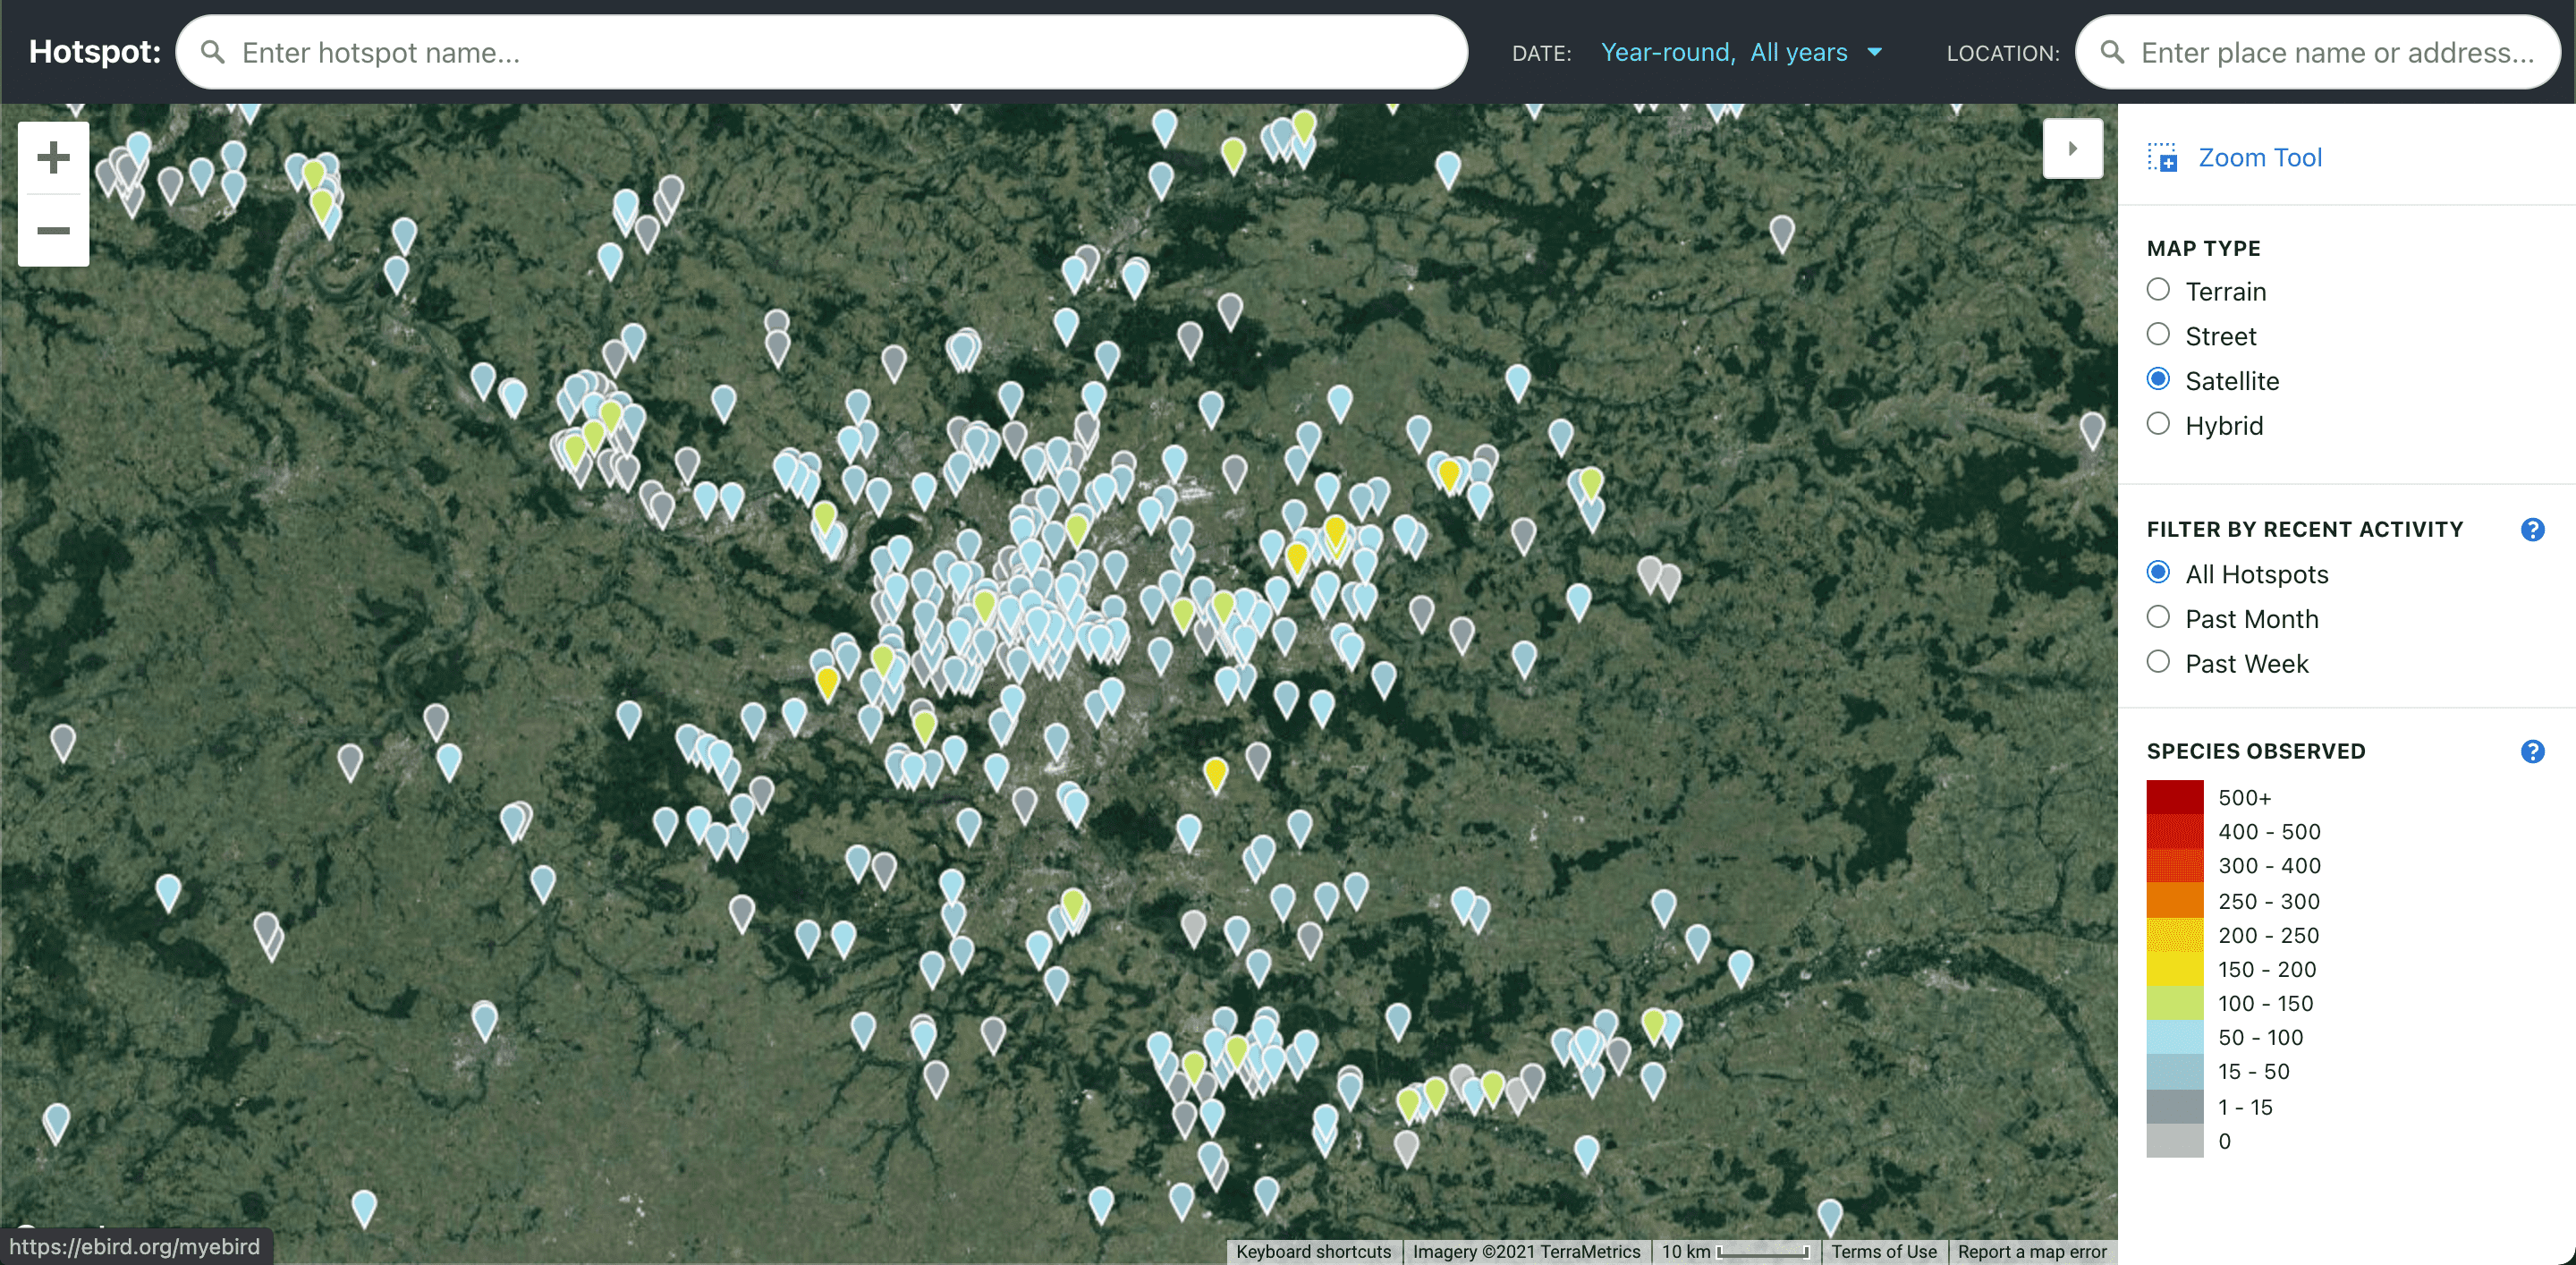 Hotspot:
Enter hotspot name...
DATE: Year-round, All years
LOCATION:
Enter place name or address...
Zoom Tool
MAP TYPE
Terrain
Street
Satellite
Hybrid
FILTER BY RECENT ACTIVITY
All Hotspots
Past Month
Past Week
SPECIES OBSERVED
500+
400 - 500
300 - 400
250 - 300
200 - 250
150 - 200
100 - 150
50 - 100
15 - 50
1 - 15
0
https://ebird.org/myebird
Keyboard shortcuts
Imagery ©2021 TerraMetrics
10 km
Terms of Use
Report a map error